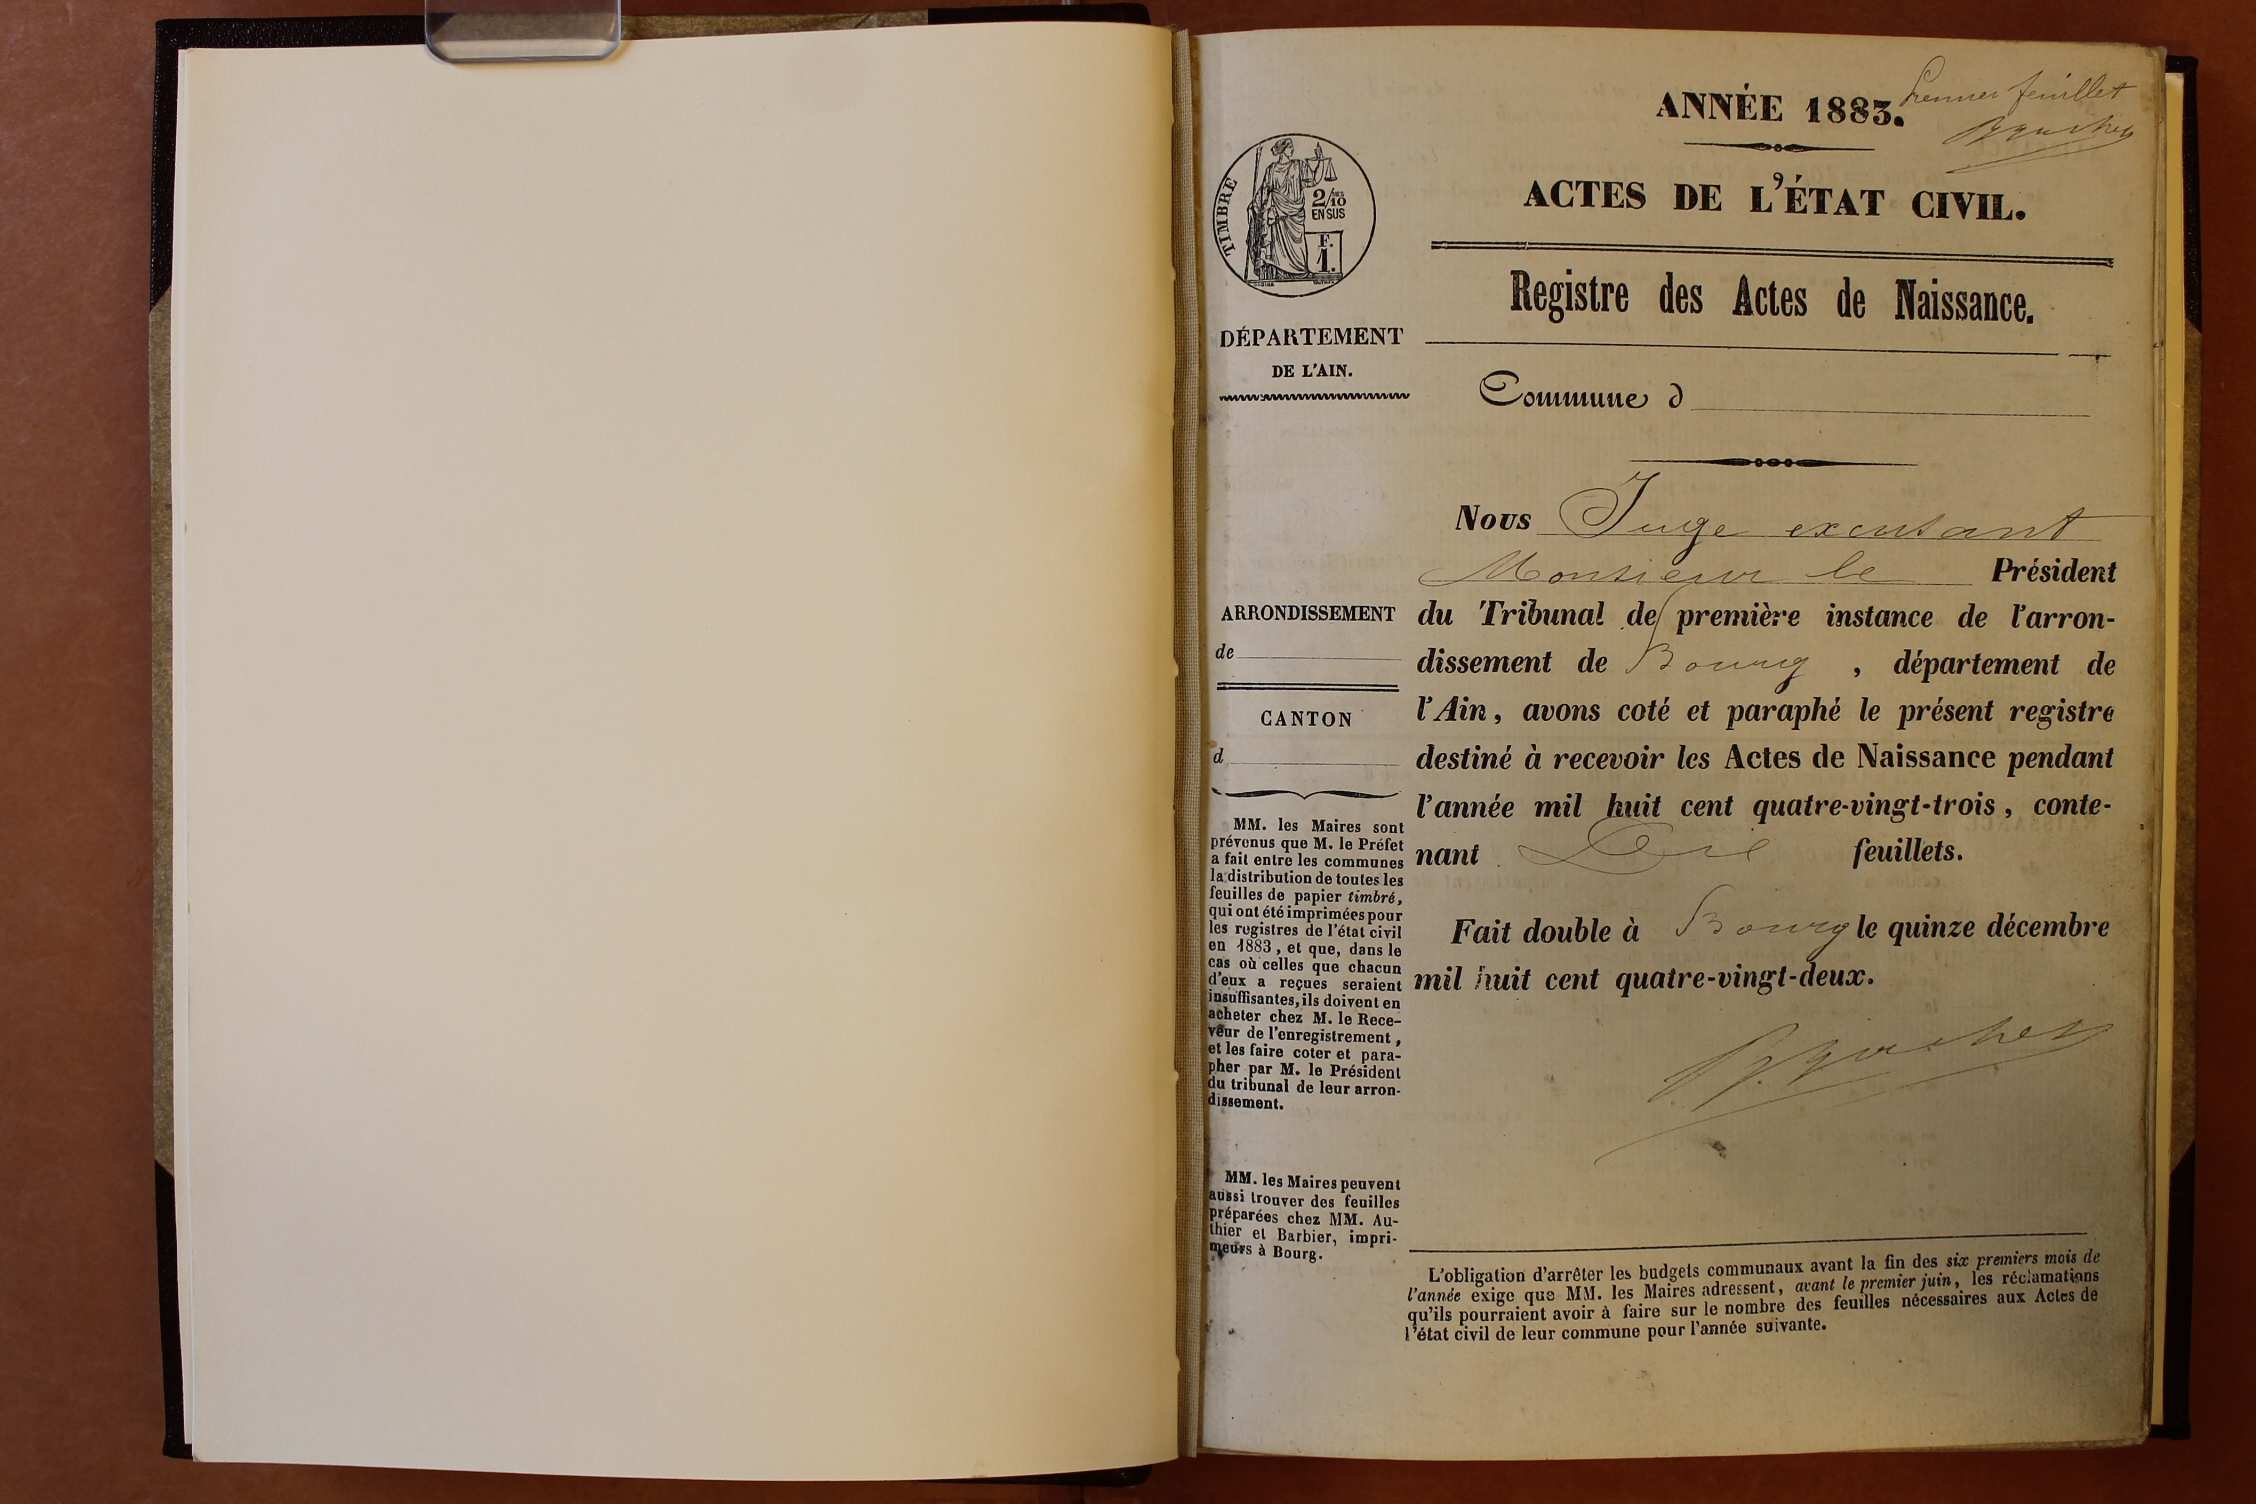 Premier feuillet
ANNÉE 1883.
ACTES DE L'ÉTAT CIVIL.
TIMBRE
2/10 MES
EN SUS
F.
1.
Registre des Actes de Naissance.
DÉPARTEMENT
DE L'AIN.
Commune d
Nous Juge excusant
Monsieur le Président
du Tribunal de première instance de l'arron-
dissement de Bourg, département de
l'Ain, avons coté et paraphé le présent registre
destiné à recevoir les Actes de Naissance pendant
l'année mil huit cent quatre-vingt-trois, conte-
nant feuillets.
Fait double à Bourg le quinze décembre
mil huit cent quatre-vingt-deux.
ARRONDISSEMENT
de
CANTON
d
MM. les Maires sont
prévenus que M. le Préfet
a fait entre les communes
la distribution de toutes les
feuilles de papier timbré,
qui ont été imprimées pour
les registres de l'état civil
en 1883, et que, dans le
cas où celles que chacun
d'eux a reçues seraient
insuffisantes, ils doivent en
acheter chez M. le Rece-
veur de l'enregistrement,
et les faire coter et para-
pher par M. le Président
du tribunal de leur arron-
dissement.
MM. les Maires peuvent
aussi trouver des feuilles
préparées chez MM. Au-
thier et Barbier, impri-
meurs à Bourg.
L'obligation d'arrêter les budgets communaux avant la fin des six premiers mois de
l'année exige que MM. les Maires adressent, avant le premier juin, les réclamations
qu'ils pourraient avoir à faire sur le nombre des feuilles nécessaires aux Actes de
l'état civil de leur commune pour l'année suivante.